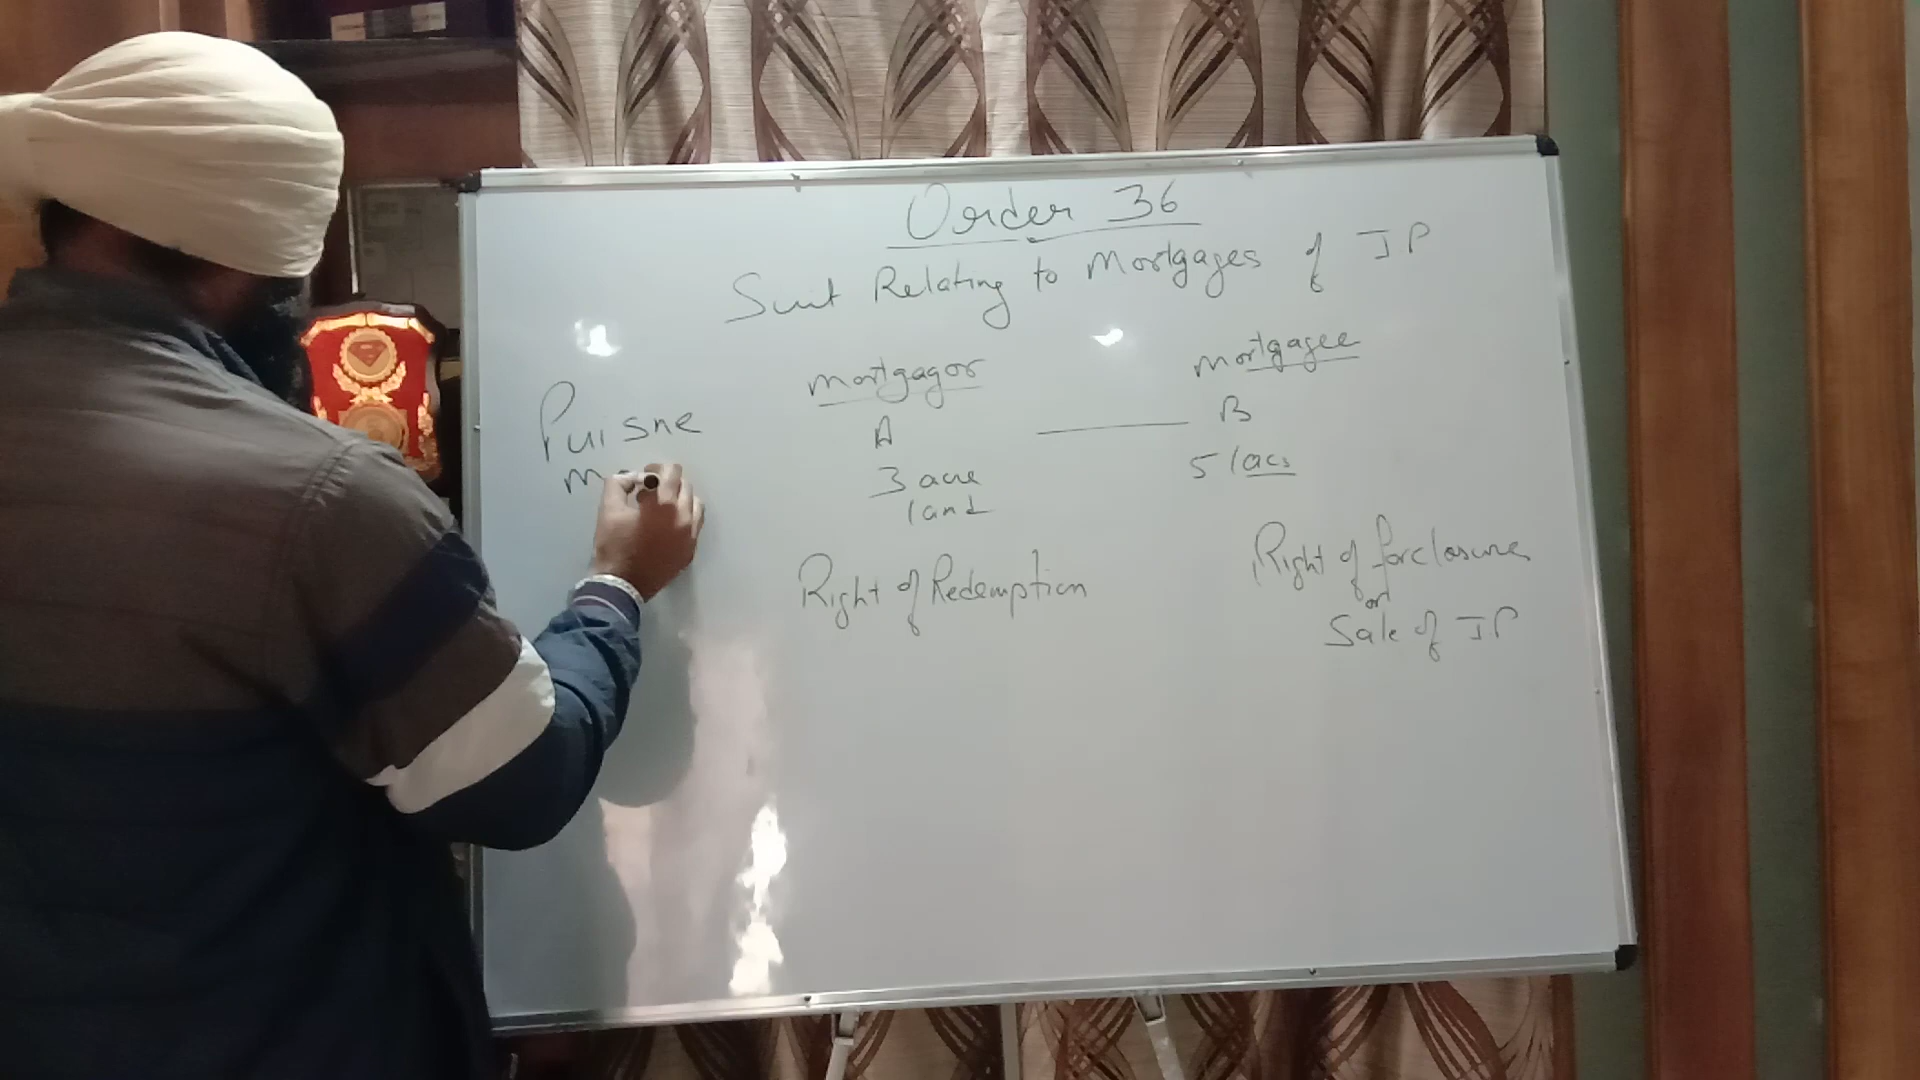 Order 36
Suit Relating to Mortgages of IP
Mortgagor
Mortgagee
Puisne
A
B
3 acre
5 lacs
land
Right of Redemption
Right of forclosure
or
Sale of IP